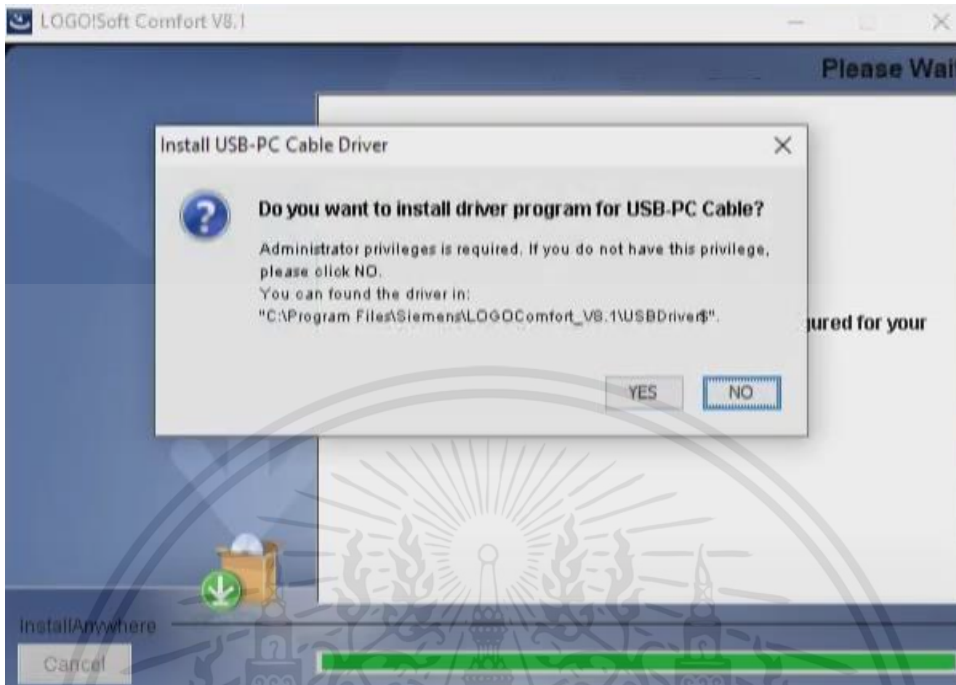 LOGO!Soft Comfort V8.1
Please Wai
Install USB-PC Cable Driver
Do you want to install driver program for USB-PC Cable?
Administrator privileges is required. If you do not have this privilege,
please click NO.
You can found the driver in:
"C:\Program Files\Siemens\LOGOComfort_V8.1\USBDriver$".
gured for your
YES
NO
InstallAnywhere
Cancel